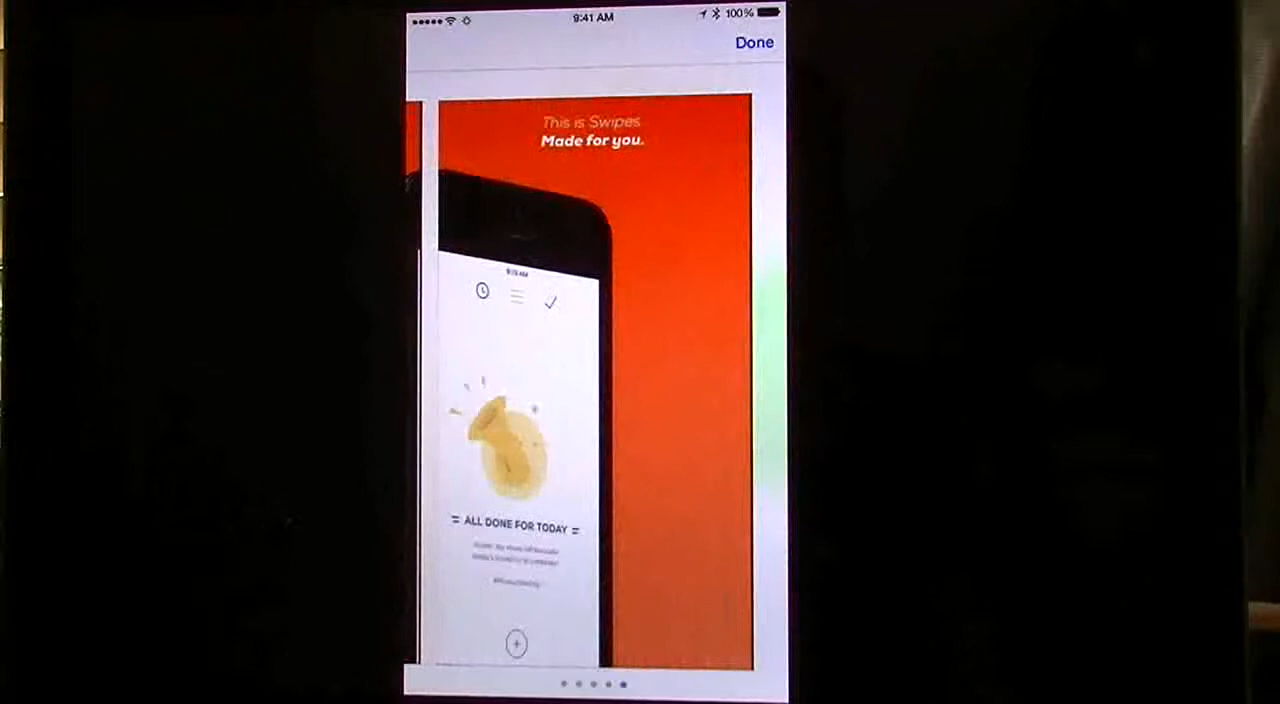 9:41 AM
100%
Done
This is Swipes.
Made for you.
ALL DONE FOR TODAY